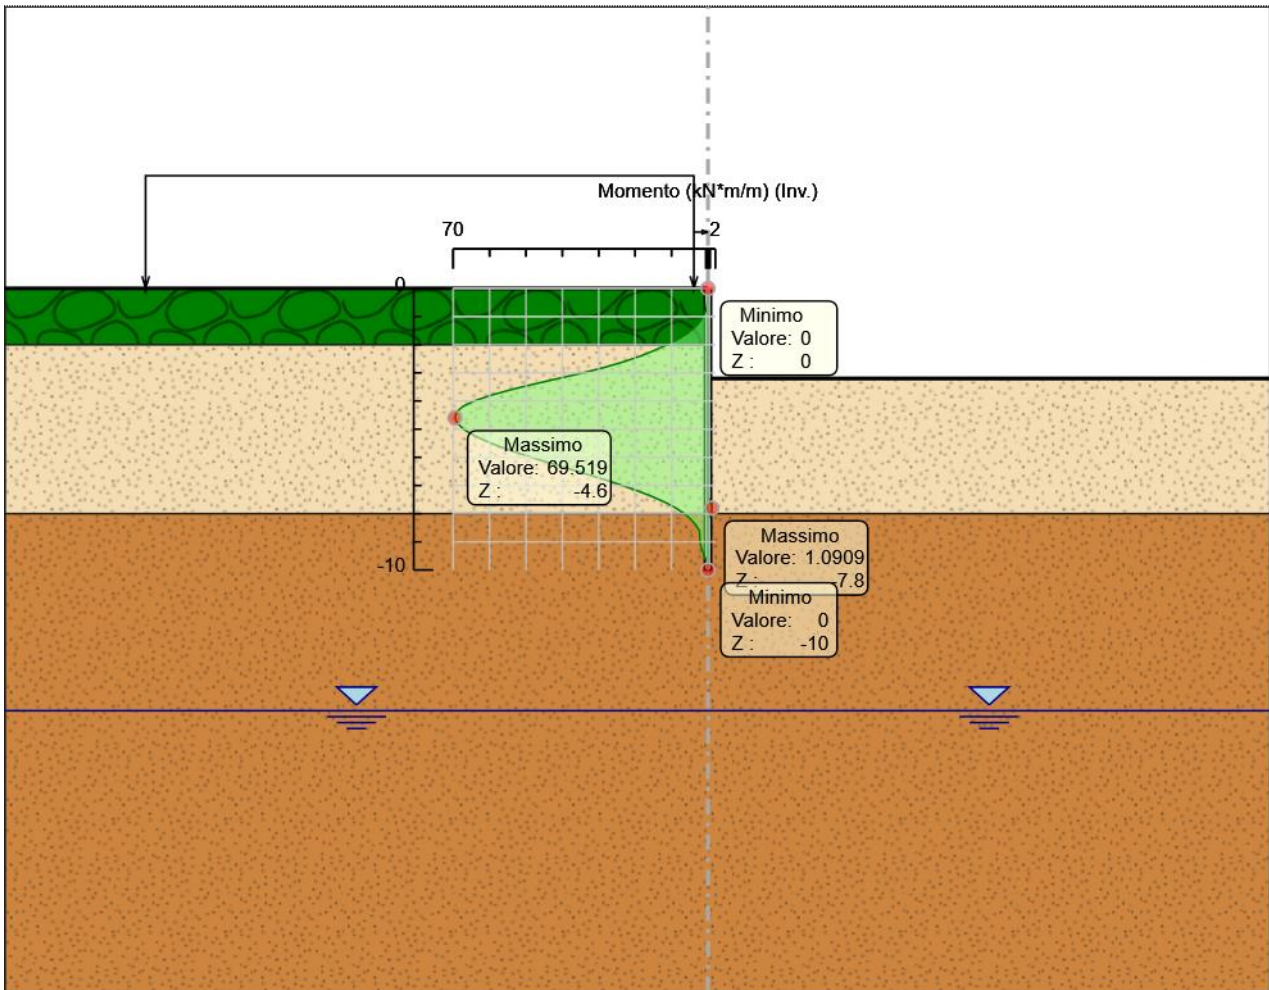 Momento (kN*m/m) (Inv.)
70
2
0
Minimo
Valore: 0
Z : 0
Massimo
Valore: 69.519
Z : -4.6
Massimo
Valore: 1.0909
Z : -7.8
-10
Minimo
Valore: 0
Z : -10